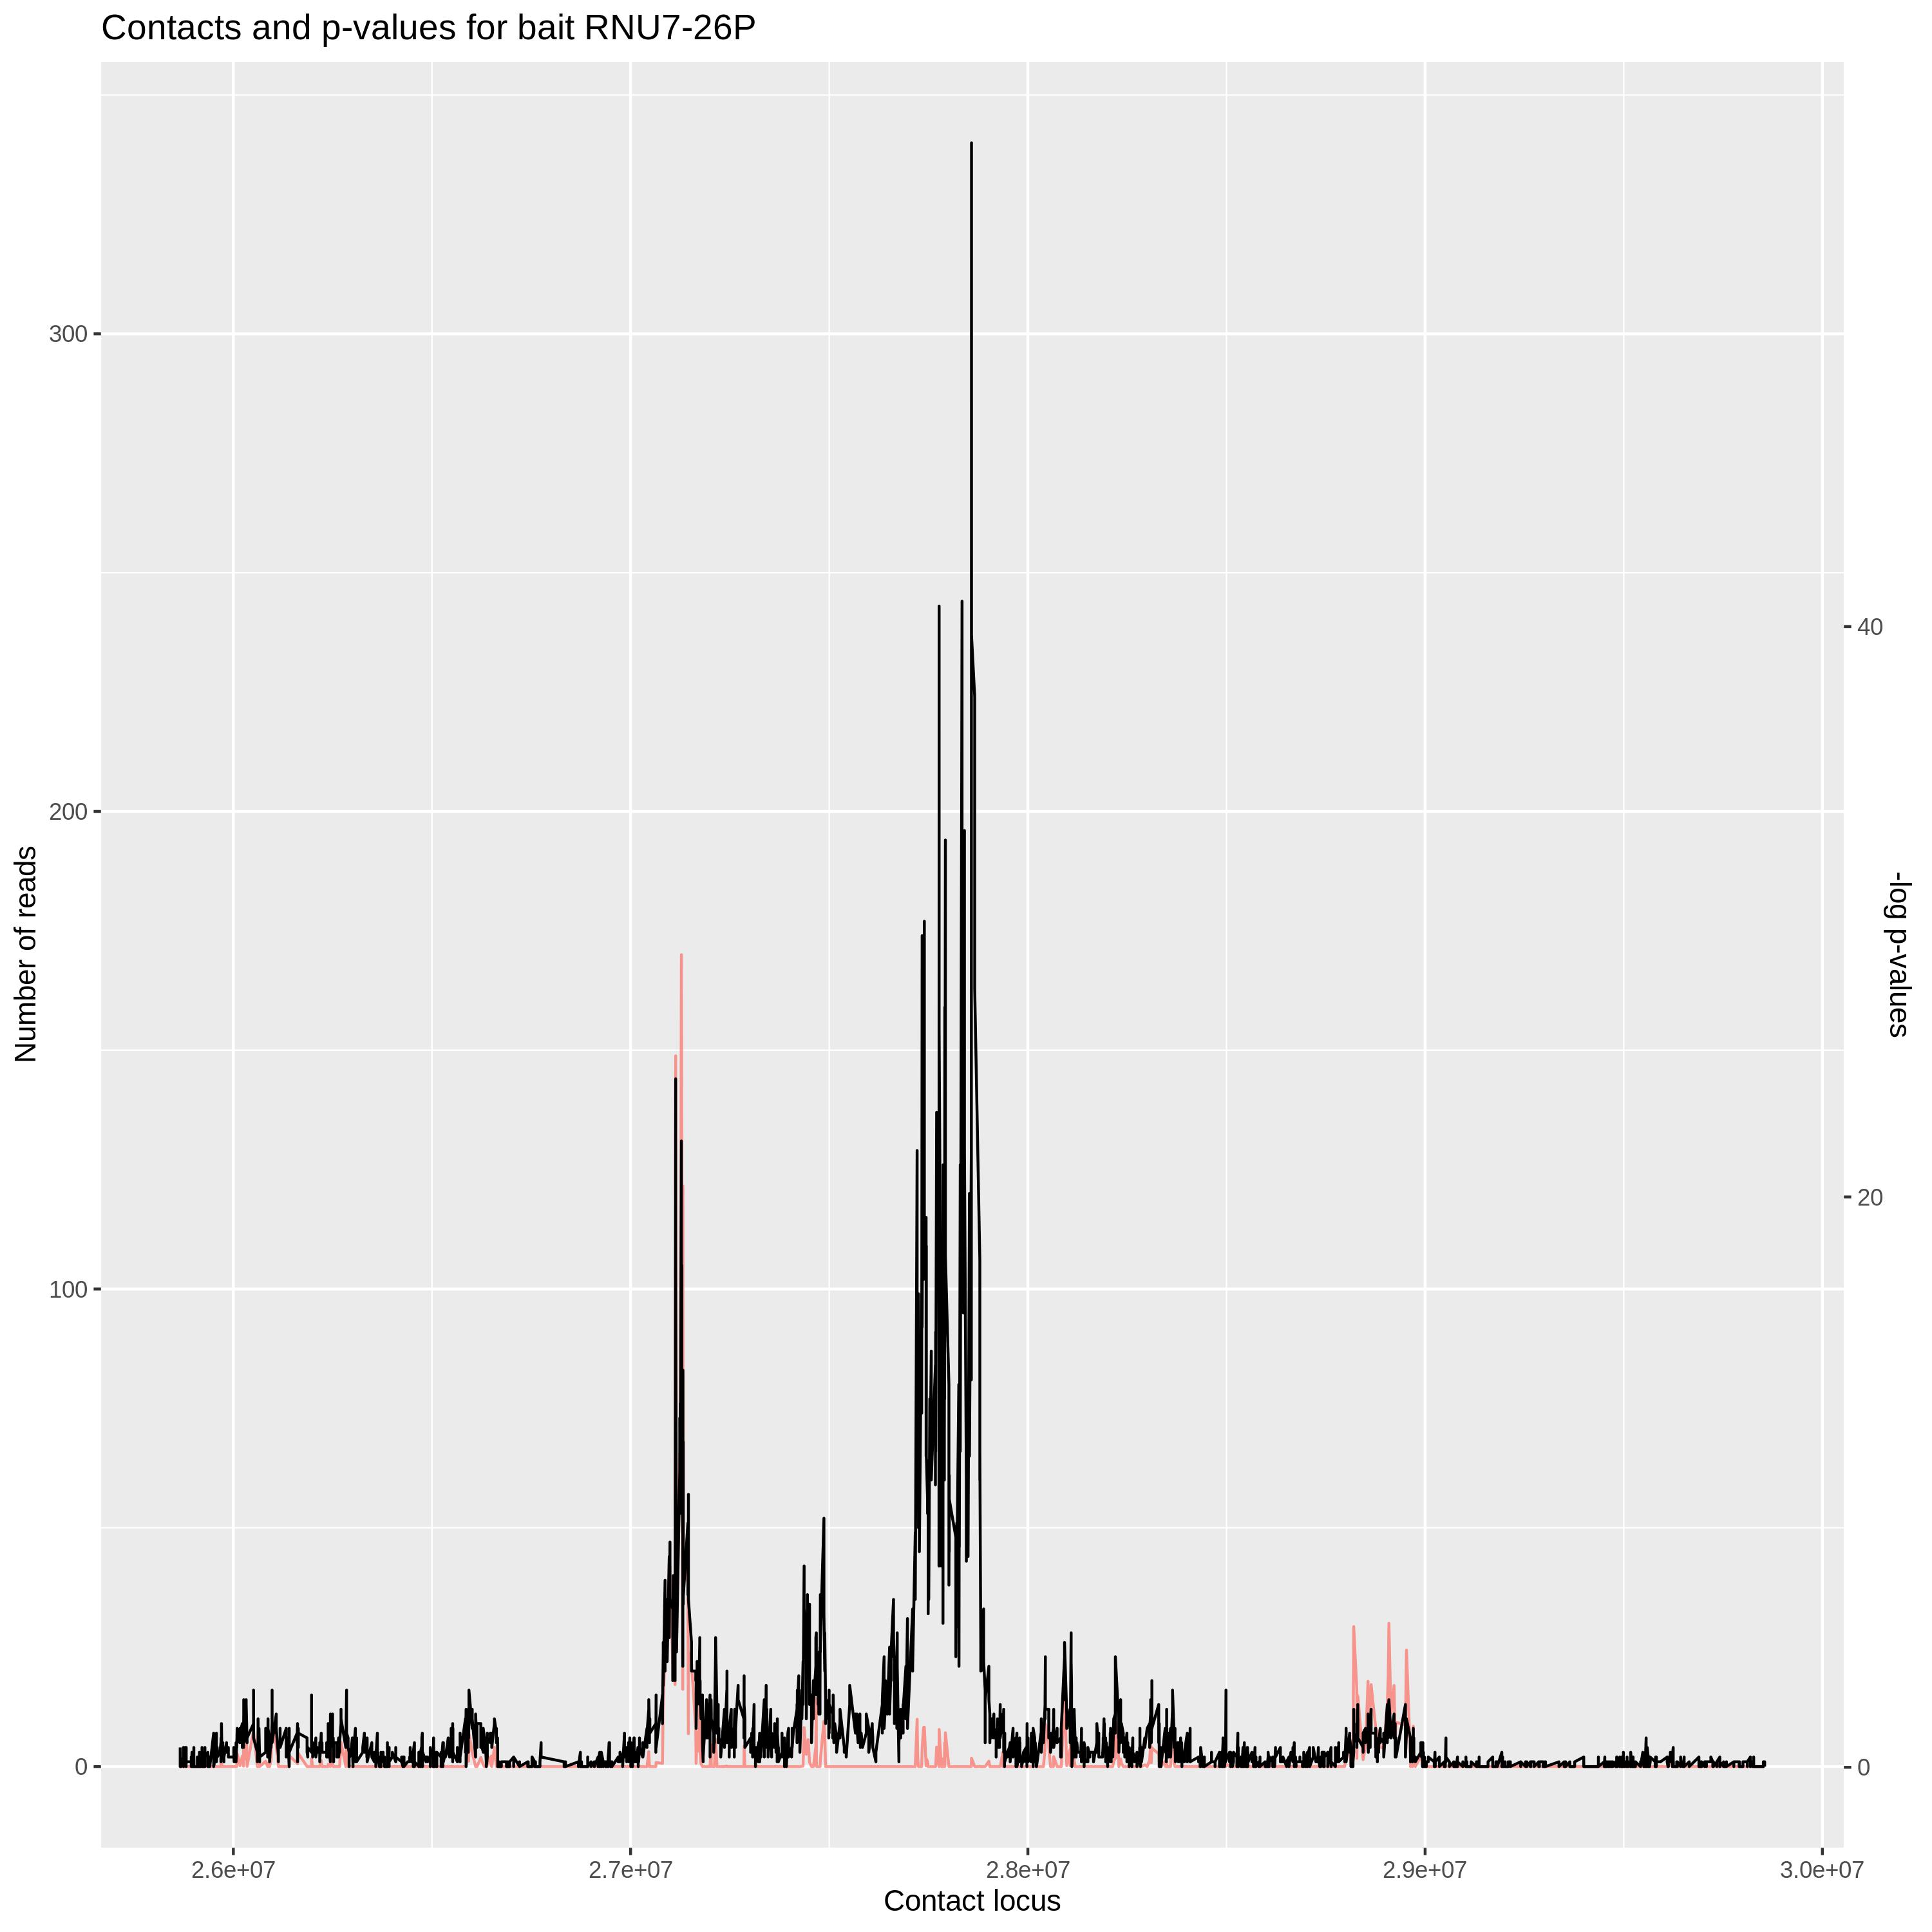 Contacts and p-values for bait RNU7-26P
300
200
100
0
Number of reads
40
20
0
-log p-values
2.6e+07
2.7e+07
2.8e+07
2.9e+07
3.0e+07
Contact locus